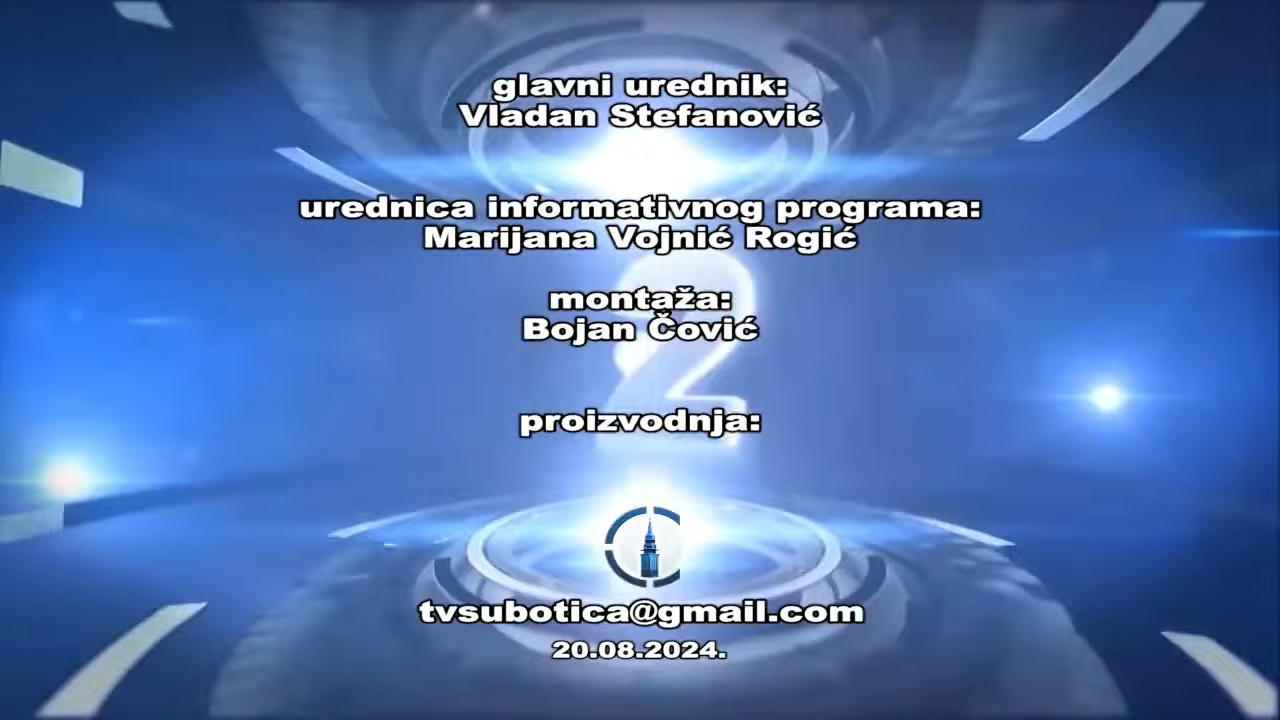 glavni urednik:
Vladan Stefanović
urednica informativnog programa:
Marijana Vojnić Rogić
montaža:
Bojan Čović
2
proizvodnja:
tvsubotica@gmail.com
20.08.2024.